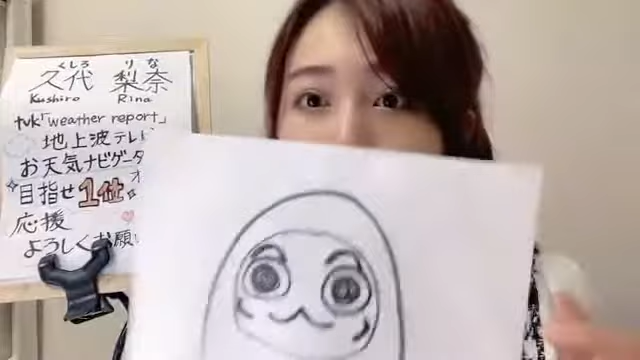 くしろ りな
久代 梨奈
Kushiro Rina
tvk「weather report」
地上波テレビ
お天気ナビゲータ
目指せ1位
応援
よろしくお願い